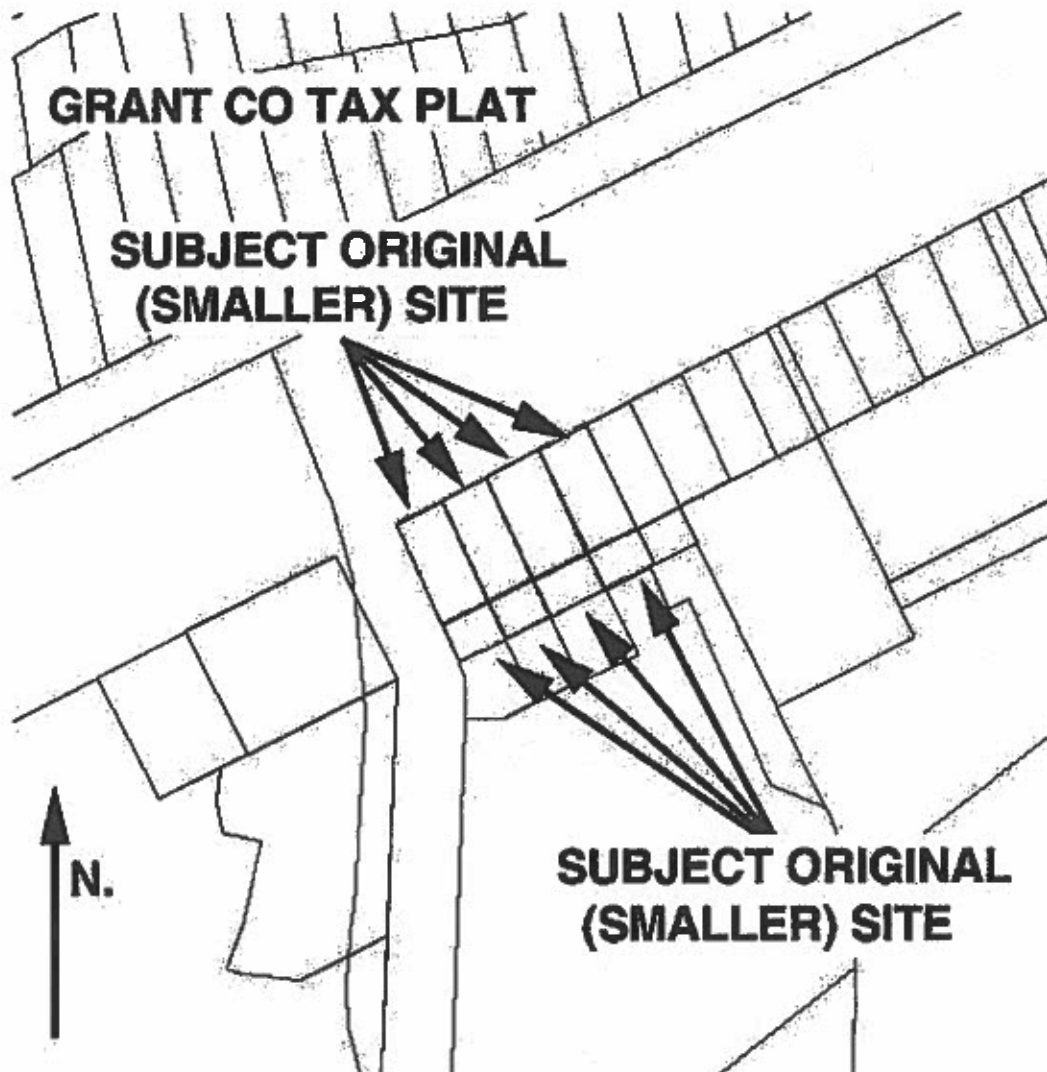 GRANT CO TAX PLAT
SUBJECT ORIGINAL
(SMALLER) SITE
N.
SUBJECT ORIGINAL
(SMALLER) SITE